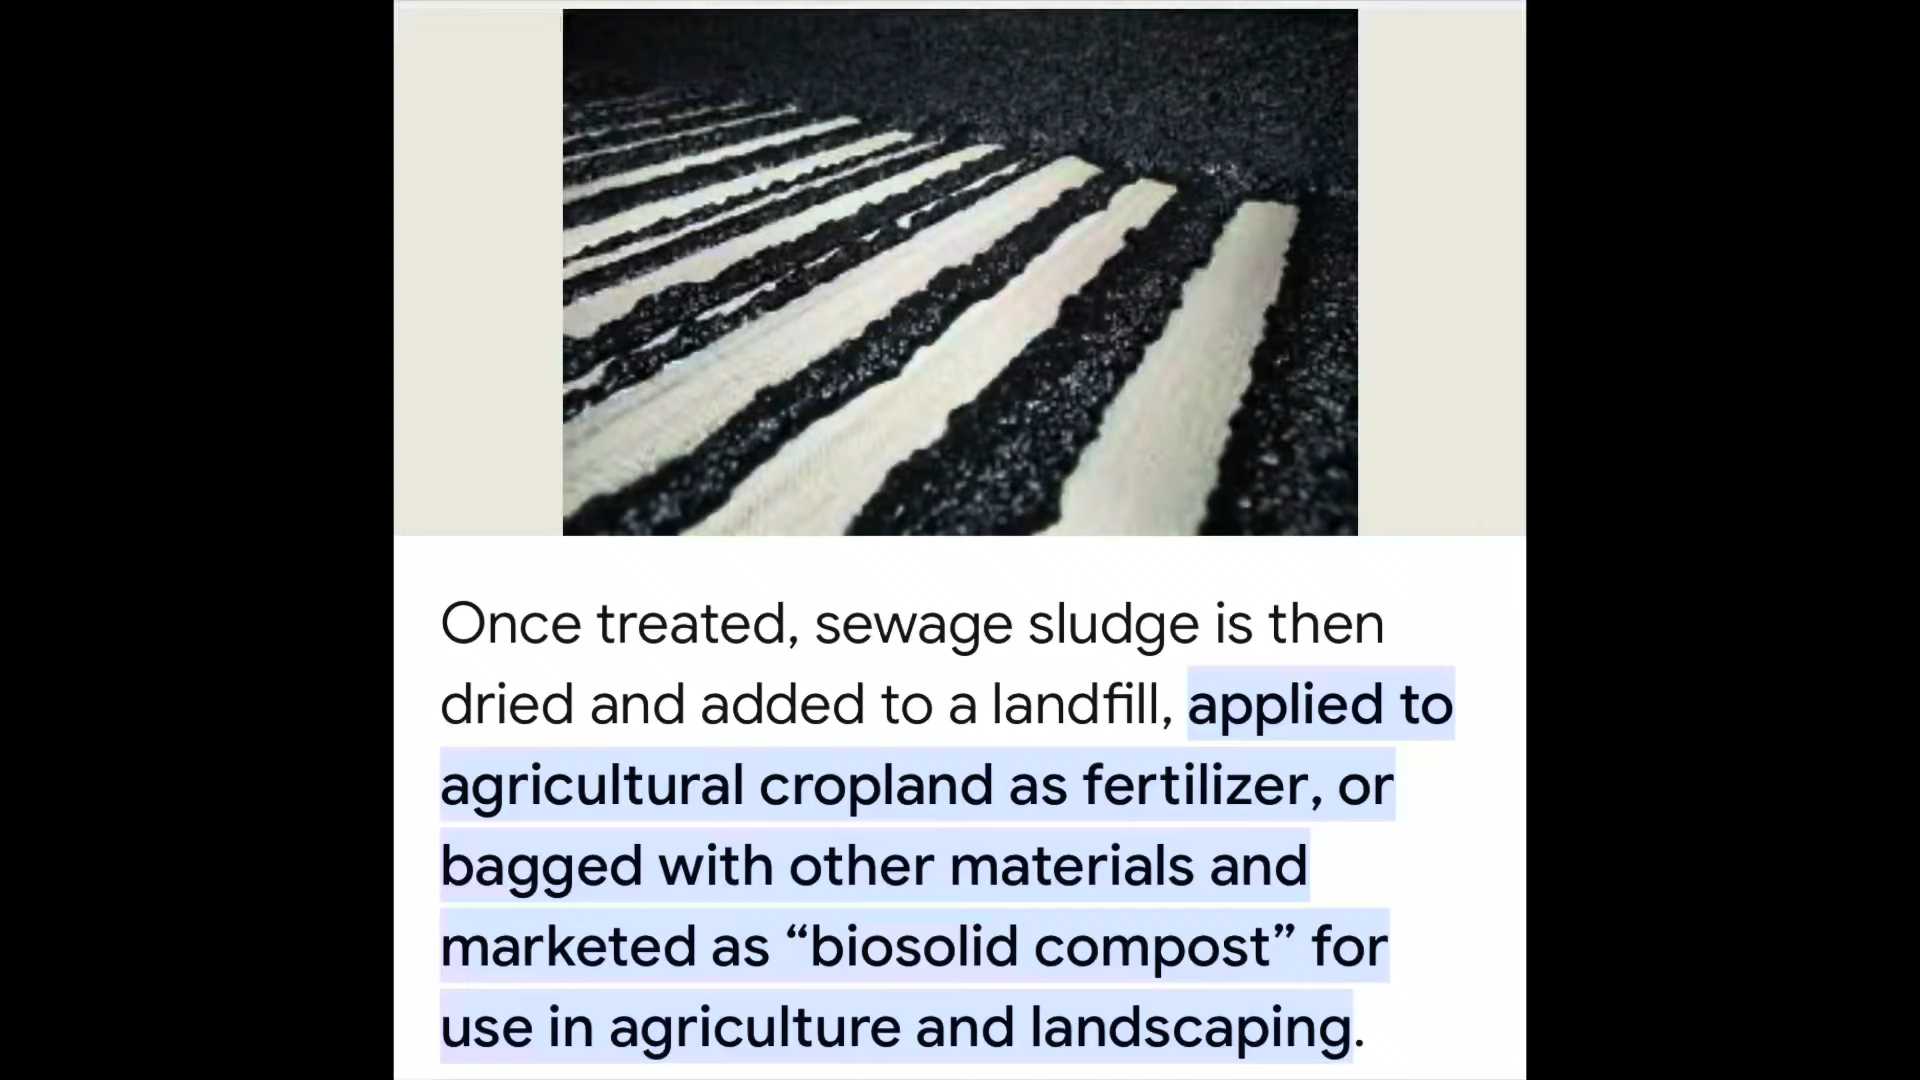 Once treated, sewage sludge is then
dried and added to a landfill, applied to
agricultural cropland as fertilizer, or
bagged with other materials and
marketed as “biosolid compost” for
use in agriculture and landscaping.